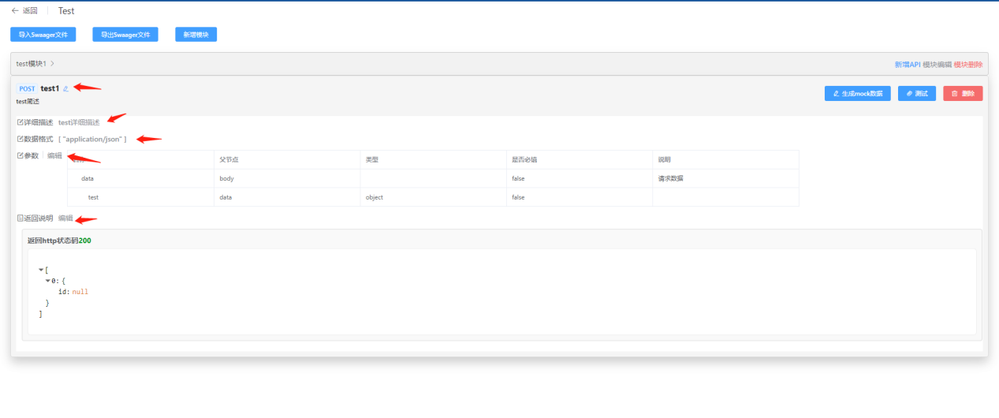 ← 返回 | Test
导入Swaager文件 导出Swaager文件 新增模块
test模块1 > 新增API 模块编辑 模块删除
POST test1 生成mock数据 测试 删除
test简述
详细描述 test详细描述
数据格式 [ "application/json" ]
参数 | 编辑
父节点 类型 是否必填 说明
data body false 请求数据
test data object false
返回说明 编辑
返回http状态码200
[
0: {
id: null
}
]